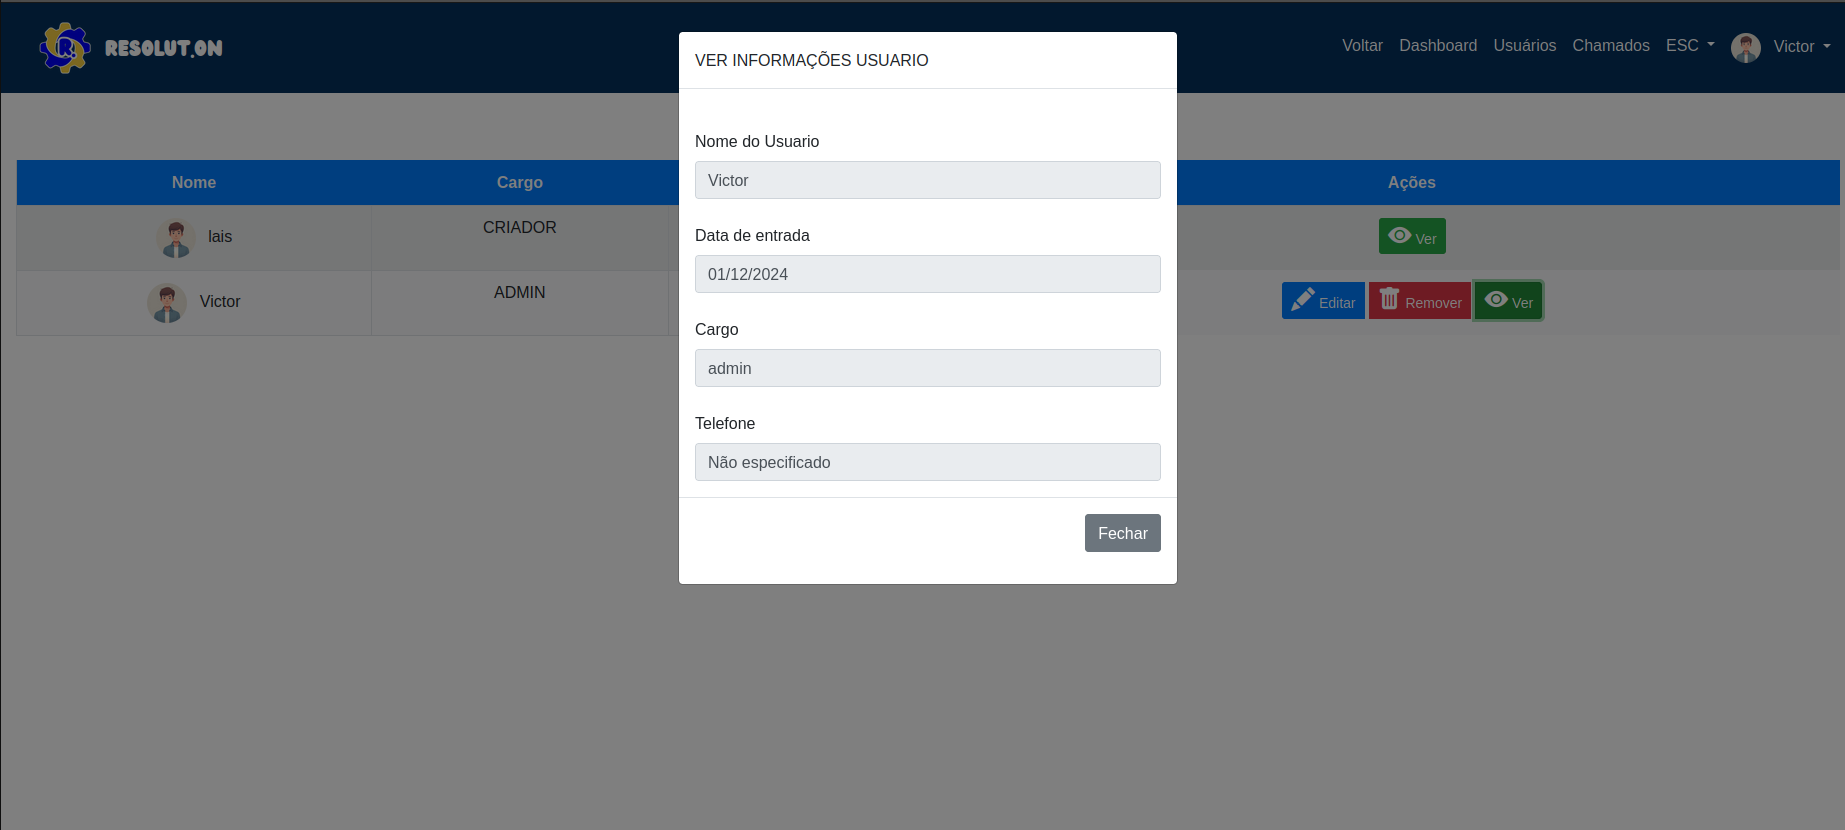 RESOLUT.ON
Voltar Dashboard Usuários Chamados ESC Victor
VER INFORMAÇÕES USUARIO
Nome do Usuario
Victor
Data de entrada
01/12/2024
Cargo
admin
Telefone
Não especificado
Fechar
Nome Cargo Ações
lais CRIADOR Ver
Victor ADMIN Editar Remover Ver